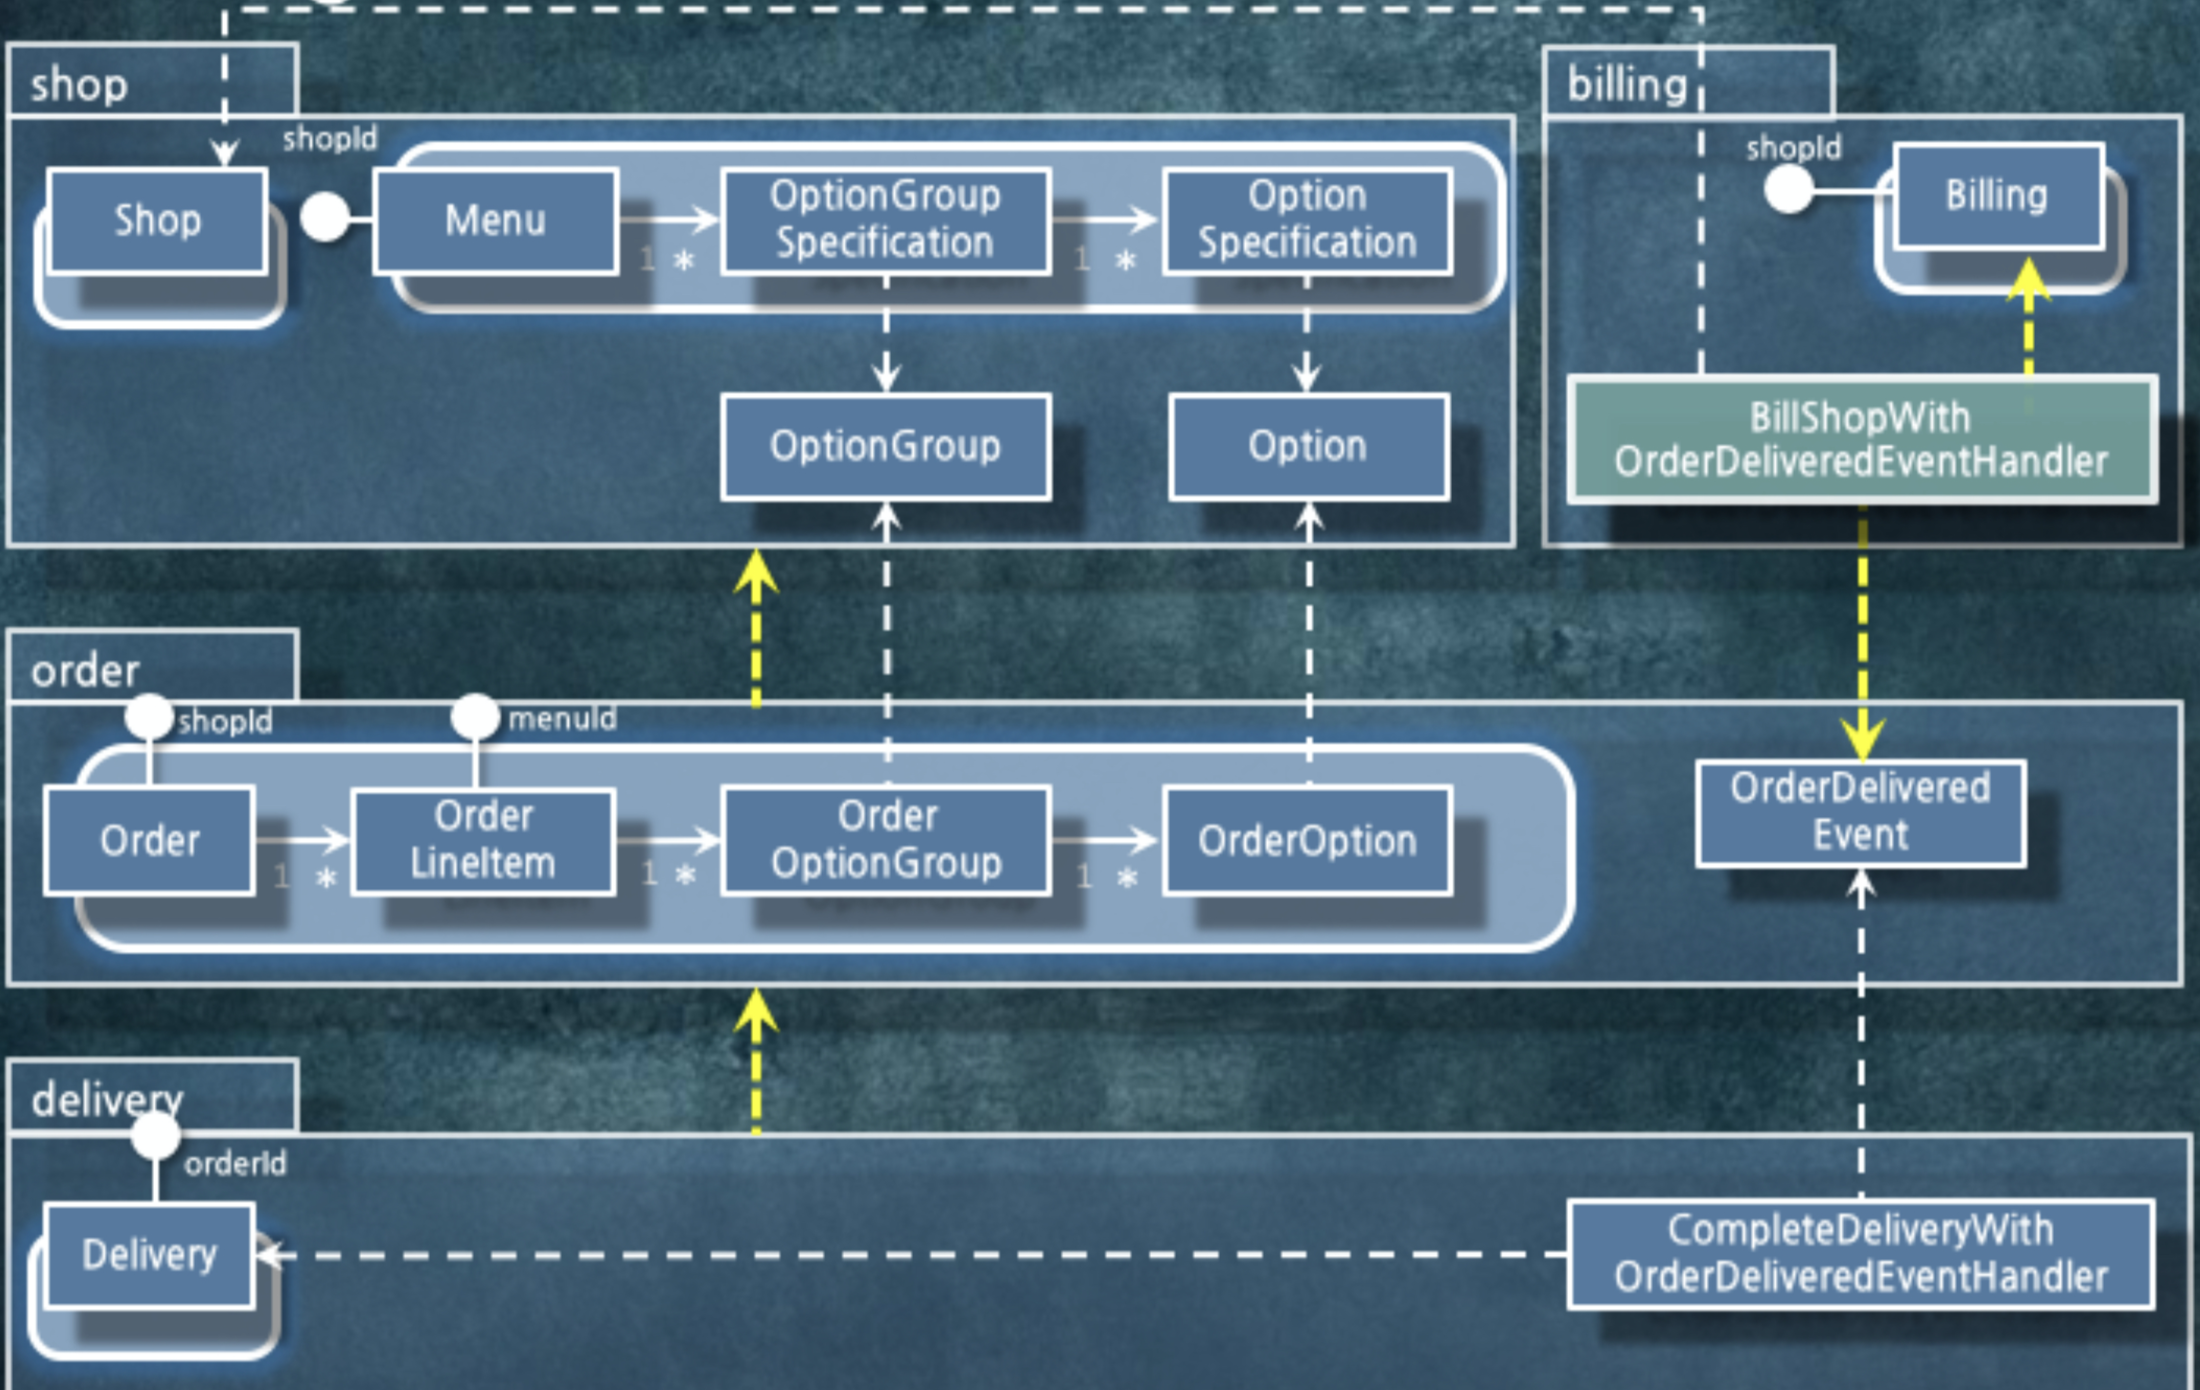 shop
billing
shopId
shopId
Shop
Menu
OptionGroup
Specification
Option
Specification
Billing
1 *
1 *
OptionGroup
Option
BillShopWith
OrderDeliveredEventHandler
order
shopId
menuId
Order
Order
LineItem
Order
OptionGroup
OrderOption
OrderDelivered
Event
1 *
1 *
1 *
delivery
orderId
Delivery
CompleteDeliveryWith
OrderDeliveredEventHandler